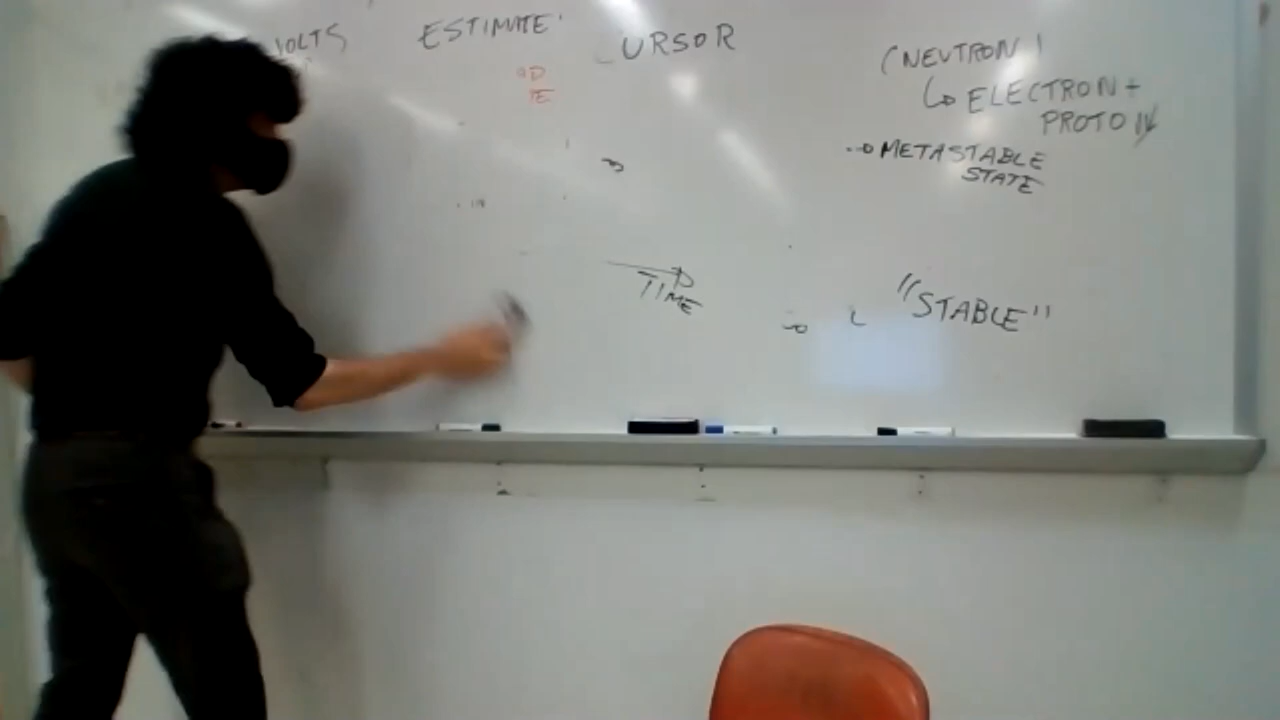 VOLTS
ESTIMATE
URSOR
(NEUTRON
ELECTRON +
PROTON
METASTABLE
STATE
TIME
"STABLE"